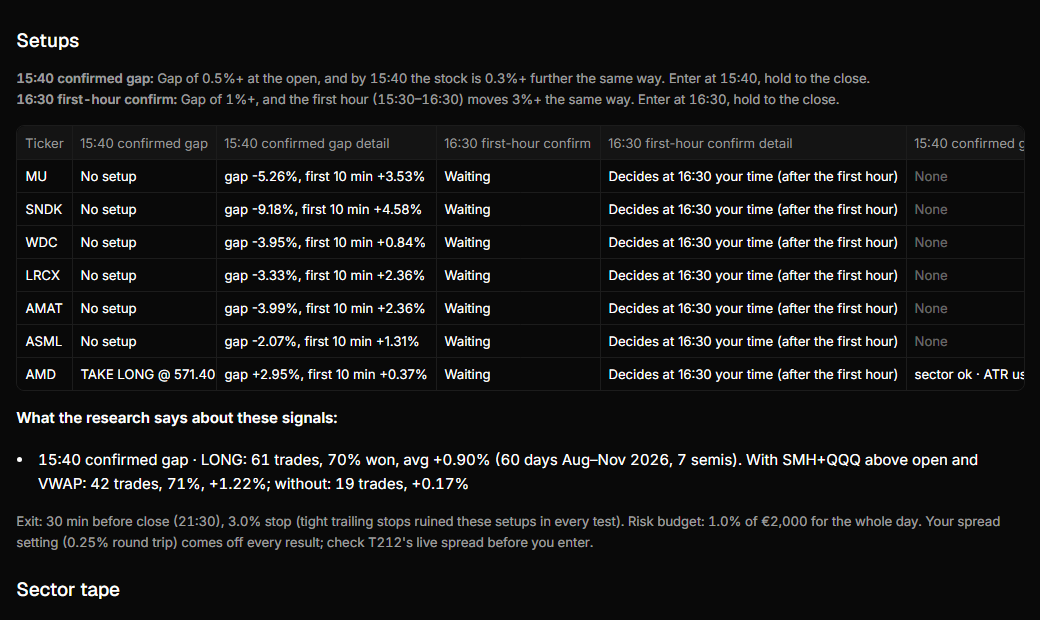 Setups
15:40 confirmed gap: Gap of 0.5%+ at the open, and by 15:40 the stock is 0.3%+ further the same way. Enter at 15:40, hold to the close.
16:30 first-hour confirm: Gap of 1%+, and the first hour (15:30–16:30) moves 3%+ the same way. Enter at 16:30, hold to the close.
Ticker 15:40 confirmed gap 15:40 confirmed gap detail 16:30 first-hour confirm 16:30 first-hour confirm detail 15:40 confirmed g
MU No setup gap -5.26%, first 10 min +3.53% Waiting Decides at 16:30 your time (after the first hour) None
SNDK No setup gap -9.18%, first 10 min +4.58% Waiting Decides at 16:30 your time (after the first hour) None
WDC No setup gap -3.95%, first 10 min +0.84% Waiting Decides at 16:30 your time (after the first hour) None
LRCX No setup gap -3.33%, first 10 min +2.36% Waiting Decides at 16:30 your time (after the first hour) None
AMAT No setup gap -3.99%, first 10 min +2.36% Waiting Decides at 16:30 your time (after the first hour) None
ASML No setup gap -2.07%, first 10 min +1.31% Waiting Decides at 16:30 your time (after the first hour) None
AMD TAKE LONG @ 571.40 gap +2.95%, first 10 min +0.37% Waiting Decides at 16:30 your time (after the first hour) sector ok · ATR us
What the research says about these signals:
• 15:40 confirmed gap · LONG: 61 trades, 70% won, avg +0.90% (60 days Aug–Nov 2026, 7 semis). With SMH+QQQ above open and
VWAP: 42 trades, 71%, +1.22%; without: 19 trades, +0.17%
Exit: 30 min before close (21:30), 3.0% stop (tight trailing stops ruined these setups in every test). Risk budget: 1.0% of €2,000 for the whole day. Your spread
setting (0.25% round trip) comes off every result; check T212's live spread before you enter.
Sector tape